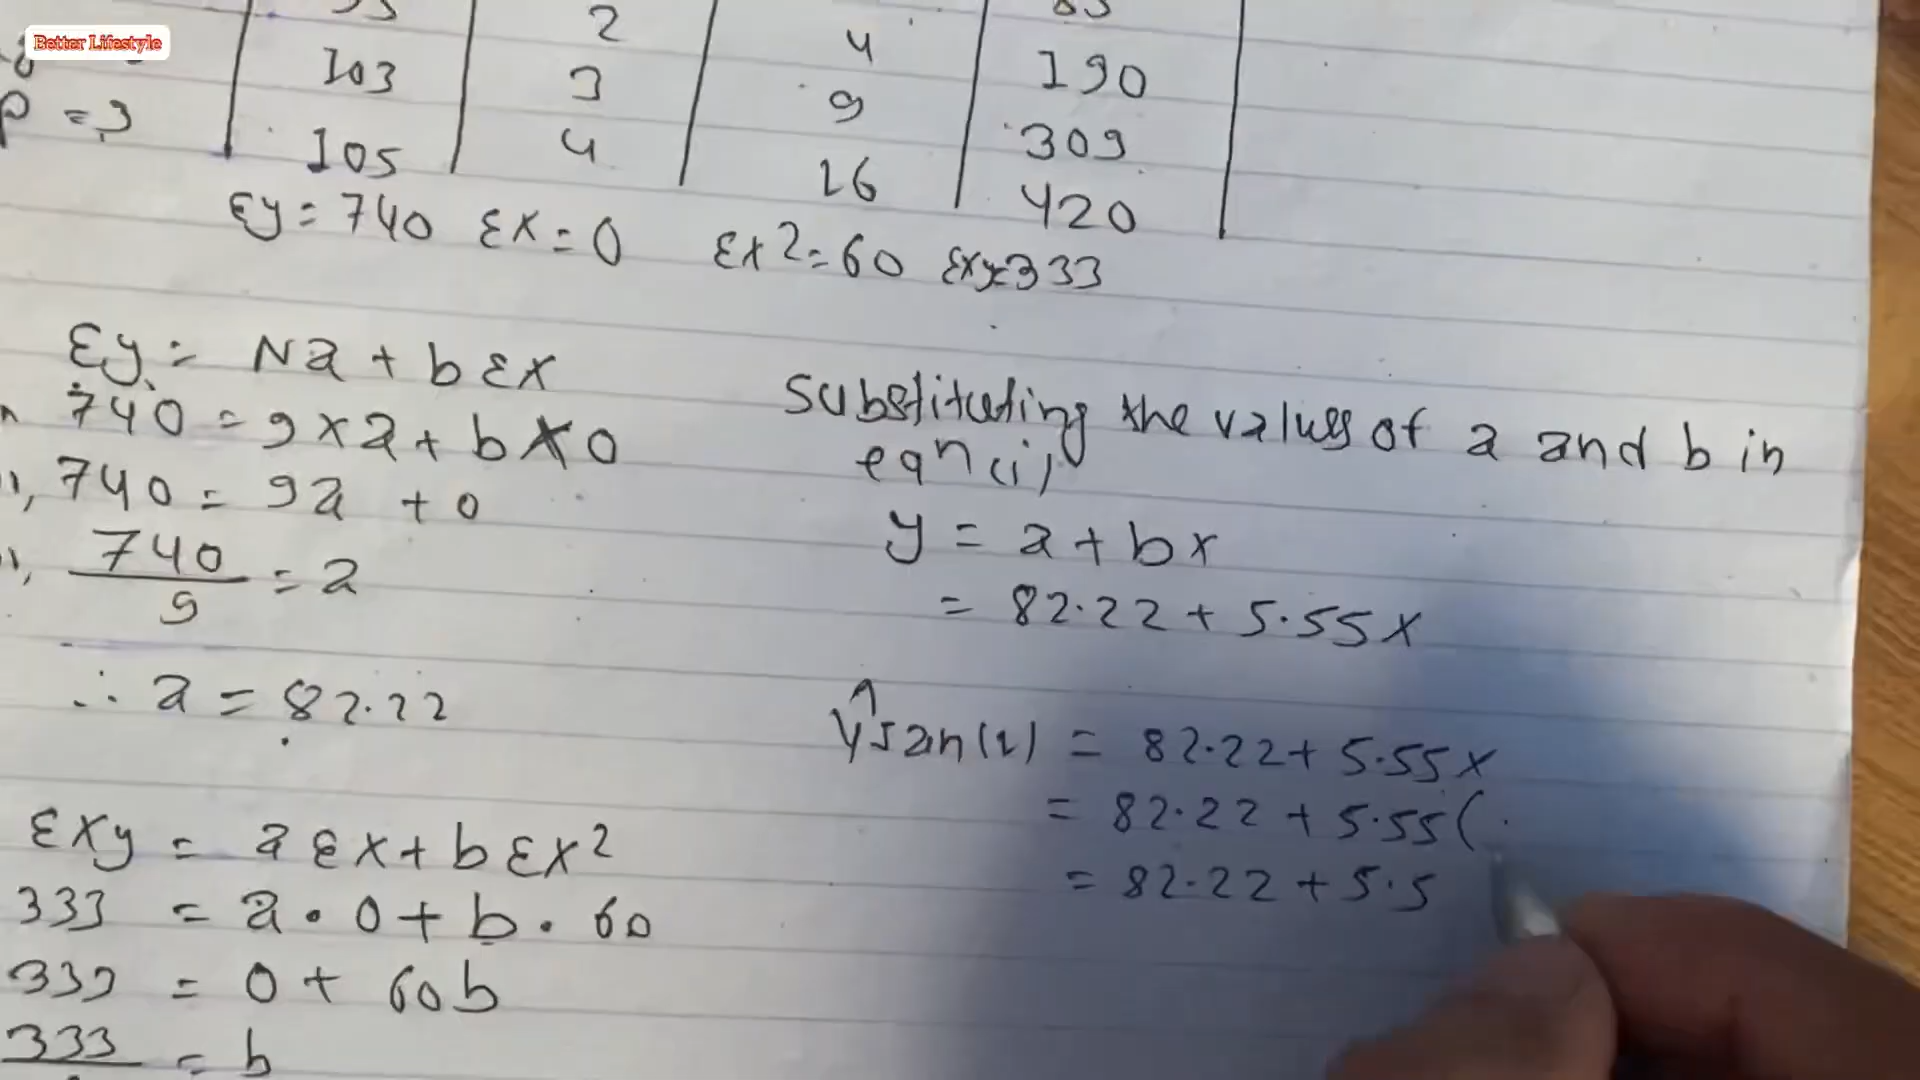 Better Lifestyle
2 4
103 3 9 190
P = 3 105 4 16 309
420
Σy = 740 Σx = 0 Σx2 = 60 Σxy=333
Σy = Na + bΣx
740 = 9 x a + b x 0
740 = 9a + 0
740
9
= a
∴ a = 82.22
Σxy = aΣx + bΣx2
333 = a • 0 + b • 60
333 = 0 + 60b
333 = b
Substituting the values of a and b in
eqn (i)
y = a + bx
= 82.22 + 5.55x
= 82.22 + 5.55x
= 82.22 + 5.55(
= 82.22 + 5.5